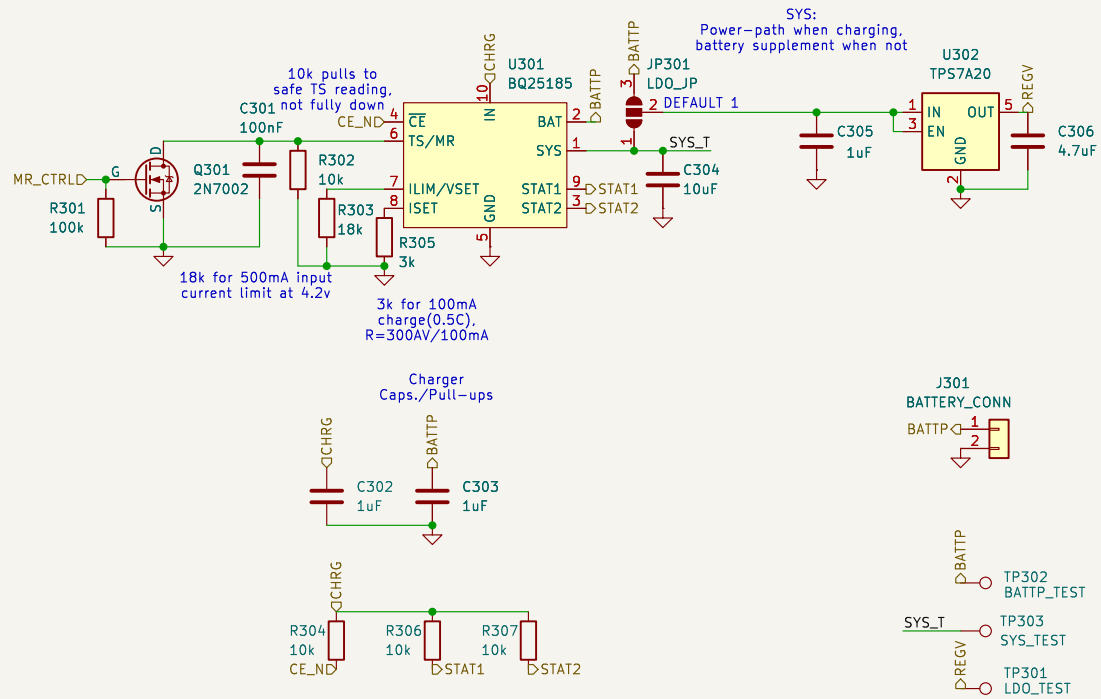 SYS:
Power-path when charging,
battery supplement when not
10k pulls to
safe TS reading,
not fully down
CHRG
U301
BQ25185
BATTP
BATTP
JP301
LDO_JP
U302
TPS7A20
REGV
C301
100nF
CE_N
4
CE
10
IN
BAT
2
3
2
DEFAULT 1
1
IN
OUT
5
3
EN
GND
2
C305
1uF
C306
4.7uF
6
TS/MR
SYS
1
1
SYS_T
C304
10uF
MR_CTRL
G
D
S
Q301
2N7002
R301
100k
R302
10k
7
ILIM/VSET
STAT1
9
STAT1
8
ISET
GND
STAT2
3
STAT2
5
R303
18k
R305
3k
18k for 500mA input
current limit at 4.2v
3k for 100mA
charge(0.5C),
R=300AV/100mA
Charger
Caps./Pull-ups
CHRG
BATTP
C302
1uF
C303
1uF
J301
BATTERY_CONN
BATTP
1
2
CHRG
R304
10k
R306
10k
R307
10k
CE_N
STAT1
STAT2
BATTP
TP302
BATTP_TEST
SYS_T
TP303
SYS_TEST
REGV
TP301
LDO_TEST